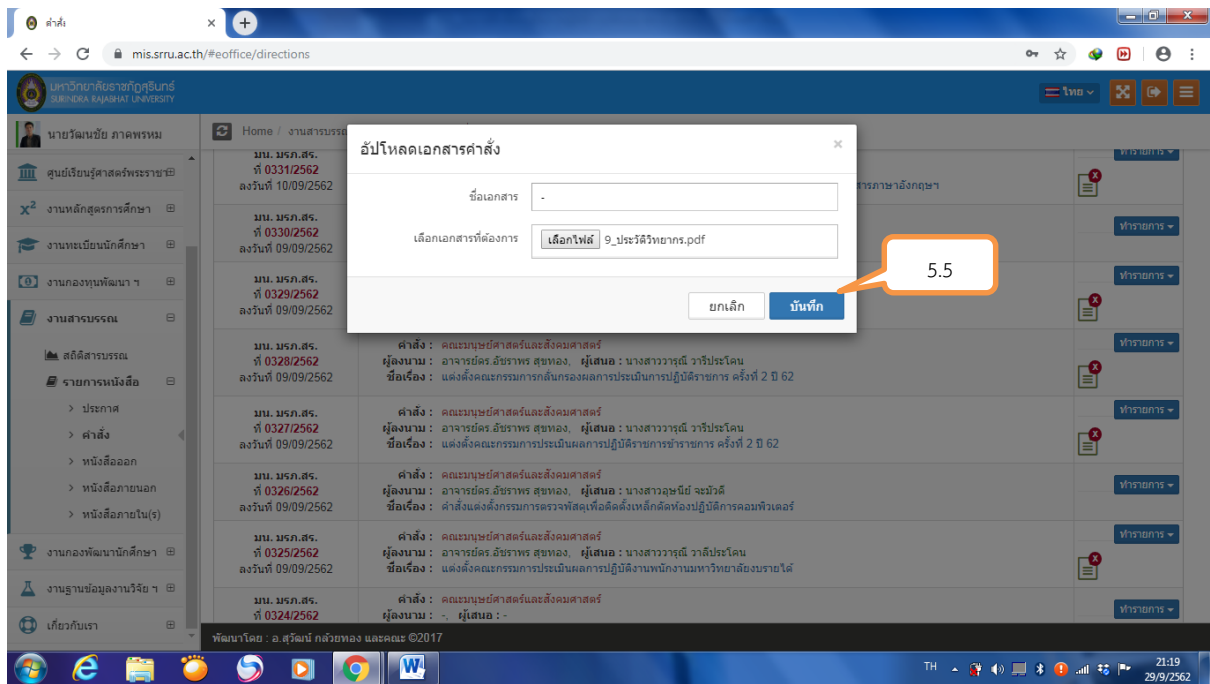 คำสั่ง
mis.srru.ac.th/#eoffice/directions
มหาวิทยาลัยราชภัฏสุรินทร์
SURINDRA RAJABHAT UNIVERSITY
ไทย
นายวัฒนชัย ภาคพรหม
Home / งานสารบรรณ
ศูนย์เรียนรู้ศาสตร์พระราชา
งานหลักสูตรการศึกษา
งานทะเบียนนักศึกษา
งานกองทุนพัฒนา ฯ
งานสารบรรณ
สถิติสารบรรณ
รายการหนังสือ
> ประกาศ
> คำสั่ง
> หนังสือออก
> หนังสือภายนอก
> หนังสือภายใน(s)
งานกองพัฒนานักศึกษา
งานฐานข้อมูลงานวิจัย ฯ
เกี่ยวกับเรา
อัปโหลดเอกสารคำสั่ง
×
ชื่อเอกสาร
-
เลือกเอกสารที่ต้องการ
เลือกไฟล์ 9_ประวัติวิทยากร.pdf
ยกเลิก บันทึก
5.5
มน. มรภ.สร.
ที่ 0331/2562
ลงวันที่ 10/09/2562
สารภาษาอังกฤษฯ
ทำรายการ
มน. มรภ.สร.
ที่ 0330/2562
ลงวันที่ 09/09/2562
ทำรายการ
มน. มรภ.สร.
ที่ 0329/2562
ลงวันที่ 09/09/2562
ทำรายการ
มน. มรภ.สร.
ที่ 0328/2562
ลงวันที่ 09/09/2562
คำสั่ง : คณะมนุษย์ศาสตร์และสังคมศาสตร์
ผู้ลงนาม : อาจารย์ดร.อัชราพร สุขทอง, ผู้เสนอ : นางสาววารุณี วารีประโคน
ชื่อเรื่อง : แต่งตั้งคณะกรรมการกลั่นกรองผลการประเมินการปฏิบัติราชการ ครั้งที่ 2 ปี 62
ทำรายการ
มน. มรภ.สร.
ที่ 0327/2562
ลงวันที่ 09/09/2562
คำสั่ง : คณะมนุษย์ศาสตร์และสังคมศาสตร์
ผู้ลงนาม : อาจารย์ดร.อัชราพร สุขทอง, ผู้เสนอ : นางสาววารุณี วารีประโคน
ชื่อเรื่อง : แต่งตั้งคณะกรรมการประเมินผลการปฏิบัติราชการข้าราชการ ครั้งที่ 2 ปี 62
ทำรายการ
มน. มรภ.สร.
ที่ 0326/2562
ลงวันที่ 09/09/2562
คำสั่ง : คณะมนุษย์ศาสตร์และสังคมศาสตร์
ผู้ลงนาม : อาจารย์ดร.อัชราพร สุขทอง, ผู้เสนอ : นางสาวอุษนีย์ จะมัวดี
ชื่อเรื่อง : คำสั่งแต่งตั้งกรรมการตรวจพัสดุเพื่อติดตั้งเหล็กดัดห้องปฏิบัติการคอมพิวเตอร์
ทำรายการ
มน. มรภ.สร.
ที่ 0325/2562
ลงวันที่ 09/09/2562
คำสั่ง : คณะมนุษย์ศาสตร์และสังคมศาสตร์
ผู้ลงนาม : อาจารย์ดร.อัชราพร สุขทอง, ผู้เสนอ : นางสาววารุณี วาลีประโคน
ชื่อเรื่อง : แต่งตั้งคณะกรรมการประเมินผลการปฏิบัติงานพนักงานมหาวิทยาลัยงบรายได้
ทำรายการ
มน. มรภ.สร.
ที่ 0324/2562
คำสั่ง : คณะมนุษย์ศาสตร์และสังคมศาสตร์
ผู้ลงนาม : -, ผู้เสนอ : -
ทำรายการ
พัฒนาโดย : อ.สุวัฒน์ กล้วยทอง และคณะ ©2017
TH
21:19
29/9/2562